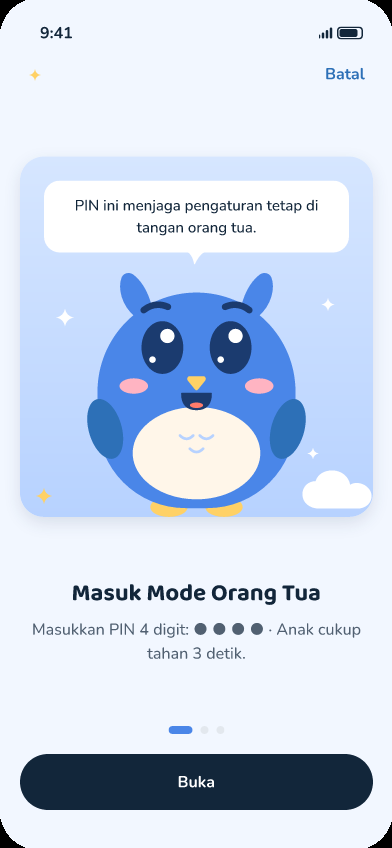 9:41
Batal
PIN ini menjaga pengaturan tetap di
tangan orang tua.
Masuk Mode Orang Tua
Masukkan PIN 4 digit: ● ● ● ● · Anak cukup
tahan 3 detik.
Buka